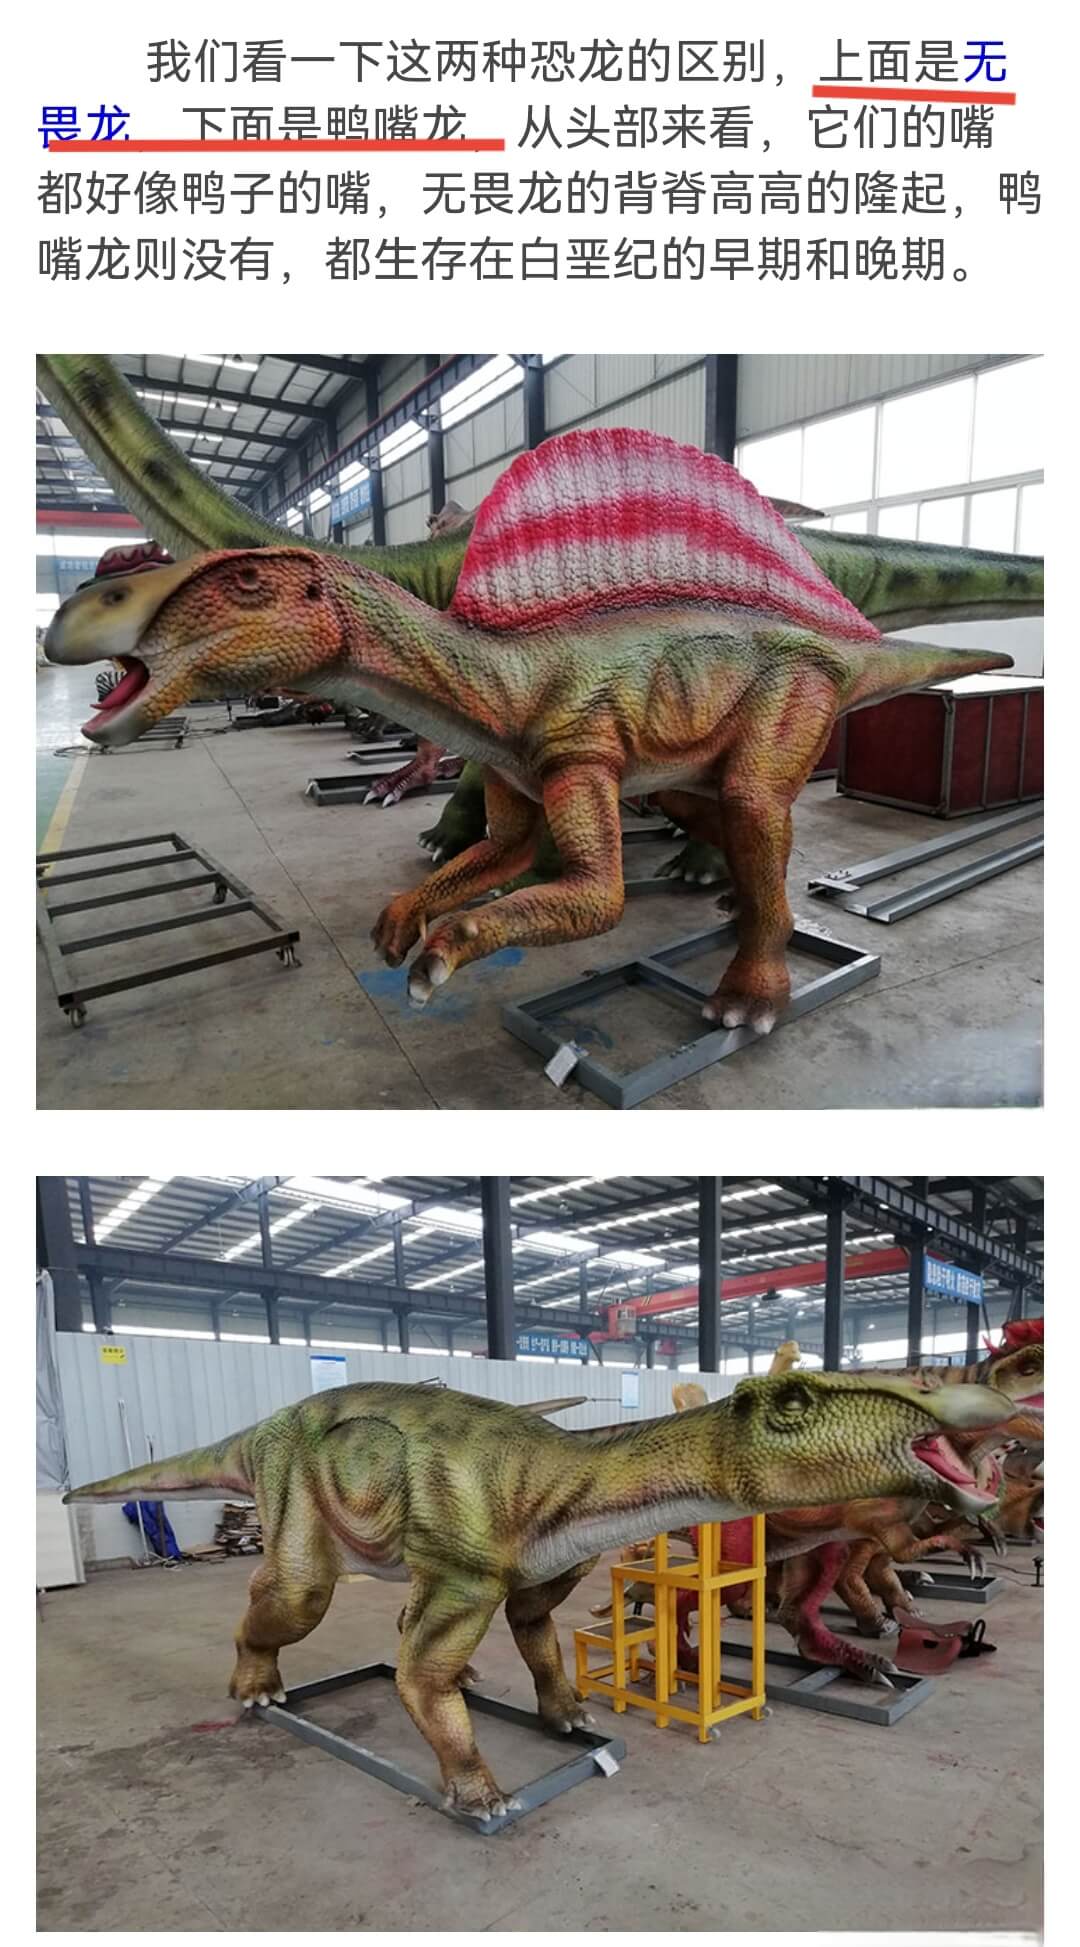 我们看一下这两种恐龙的区别，上面是无
畏龙，下面是鸭嘴龙，从头部来看，它们的嘴
都好像鸭子的嘴，无畏龙的背脊高高的隆起，鸭
嘴龙则没有，都生存在白垩纪的早期和晚期。